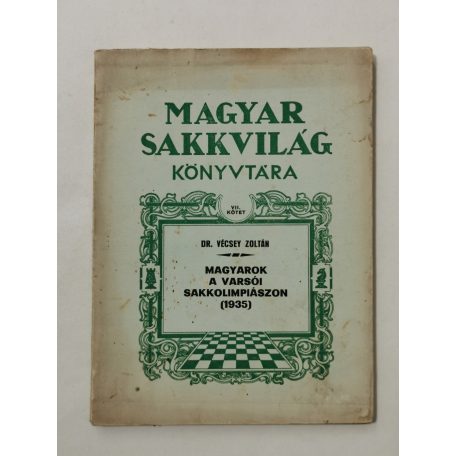 MAGYAR
SAKKVILÁG
KÖNYVTÁRA
VII.
KÖTET
DR. VÉCSEY ZOLTÁN
MAGYAROK
A VARSÓI
SAKKOLIMPIÁSZON
(1935)